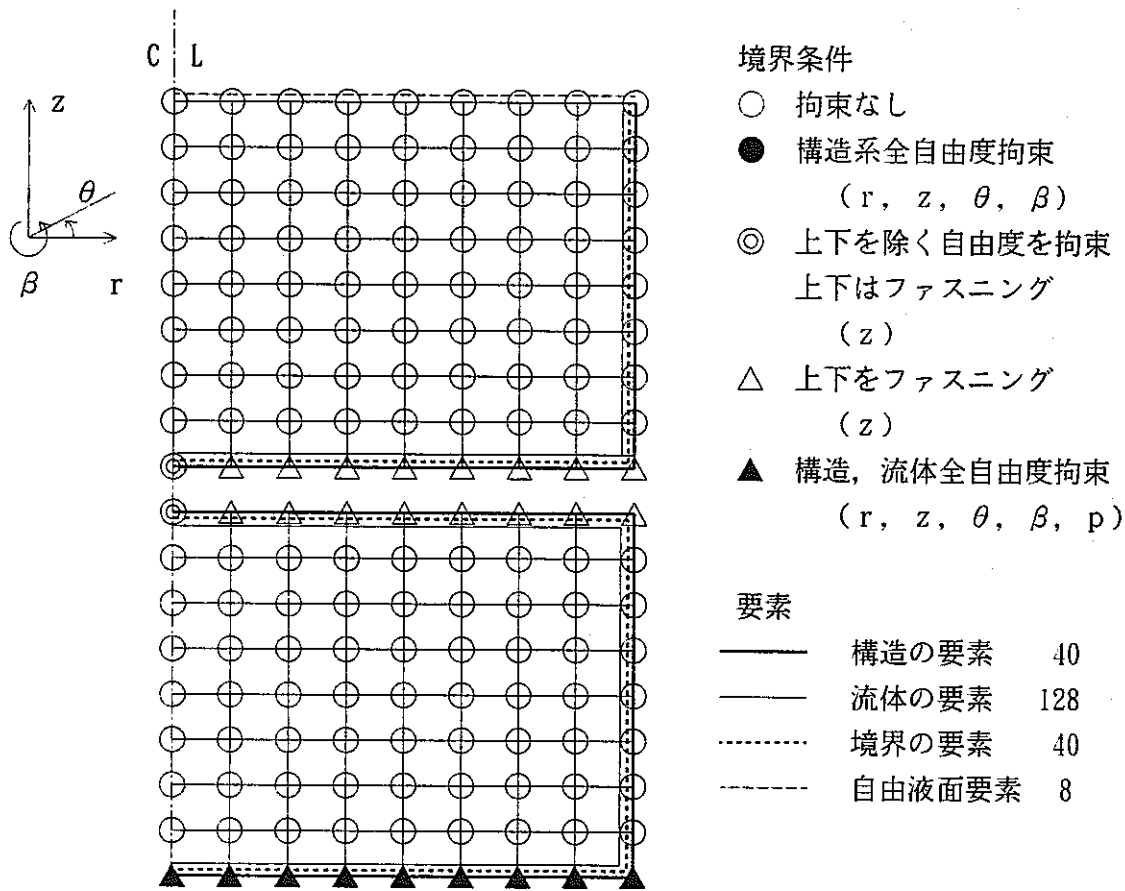 C L
z
θ
β
r
境界条件
○ 拘束なし
● 構造系全自由度拘束
(r, z, θ, β)
◎ 上下を除く自由度を拘束
上下はファスニング
(z)
△ 上下をファスニング
(z)
▲ 構造,流体全自由度拘束
(r, z, θ, β, p)
要素
構造の要素 40
流体の要素 128
境界の要素 40
自由液面要素 8